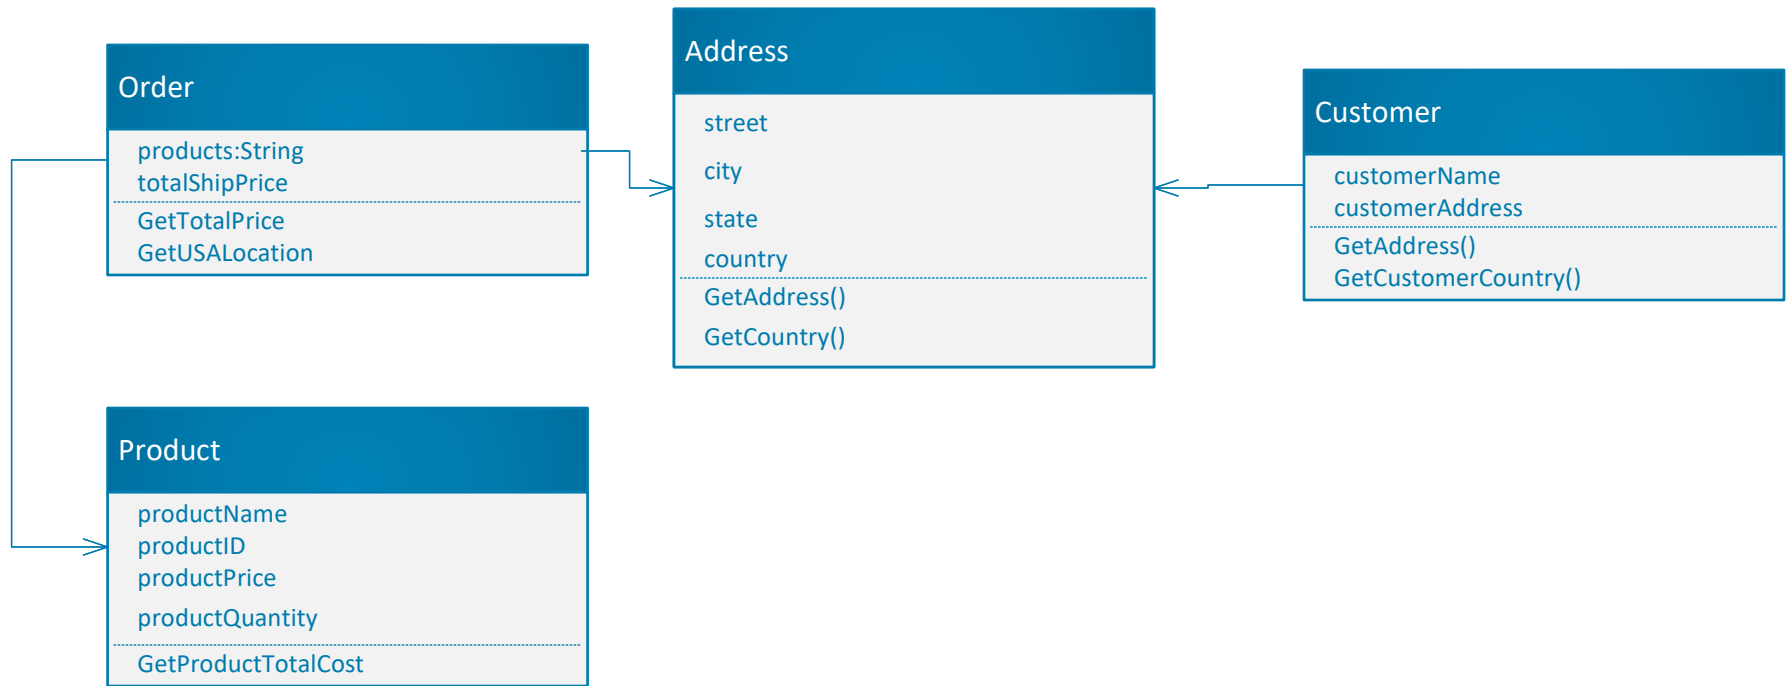 Order
products:String
totalShipPrice
GetTotalPrice
GetUSALocation
Address
street
city
state
country
GetAddress()
GetCountry()
Customer
customerName
customerAddress
GetAddress()
GetCustomerCountry()
Product
productName
productID
productPrice
productQuantity
GetProductTotalCost